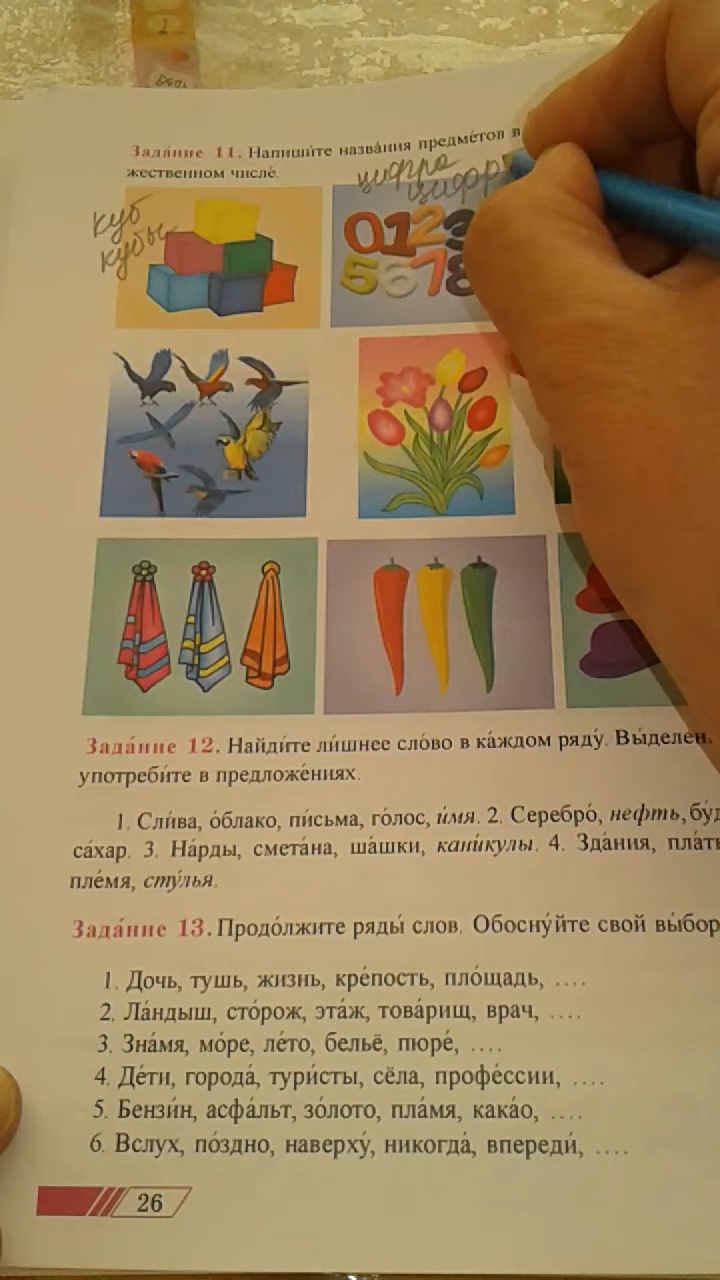 Зада́ние 11. Напиши́те назва́ния предме́тов в
жественном числе́.
цифра
цифр
куб
кубы
0123
5678
Зада́ние 12. Найди́те ли́шнее сло́во в ка́ждом ряду́. Вы́делен.
употреби́те в предложе́ниях.
1. Сли́ва, о́блако, пи́сьма, го́лос, и́мя. 2. Серебро́, нефть, бу́д
са́хар. 3. На́рды, смета́на, ша́шки, кани́кулы. 4. Зда́ния, пла́ть
пле́мя, сту́лья.
Зада́ние 13. Продо́лжите ряды́ слов. Обосну́йте свой вы́бор
1. Дочь, тушь, жизнь, кре́пость, пло́щадь, ....
2. Ла́ндыш, сто́рож, эта́ж, това́рищ, врач, ....
3. Зна́мя, мо́ре, ле́то, бельё, пюре́, ....
4. Де́ти, города́, тури́сты, сёла, профе́ссии, ....
5. Бензи́н, асфа́льт, зо́лото, пла́мя, кака́о, ....
6. Вслух, по́здно, наверху́, никогда́, впереди́, ....
26